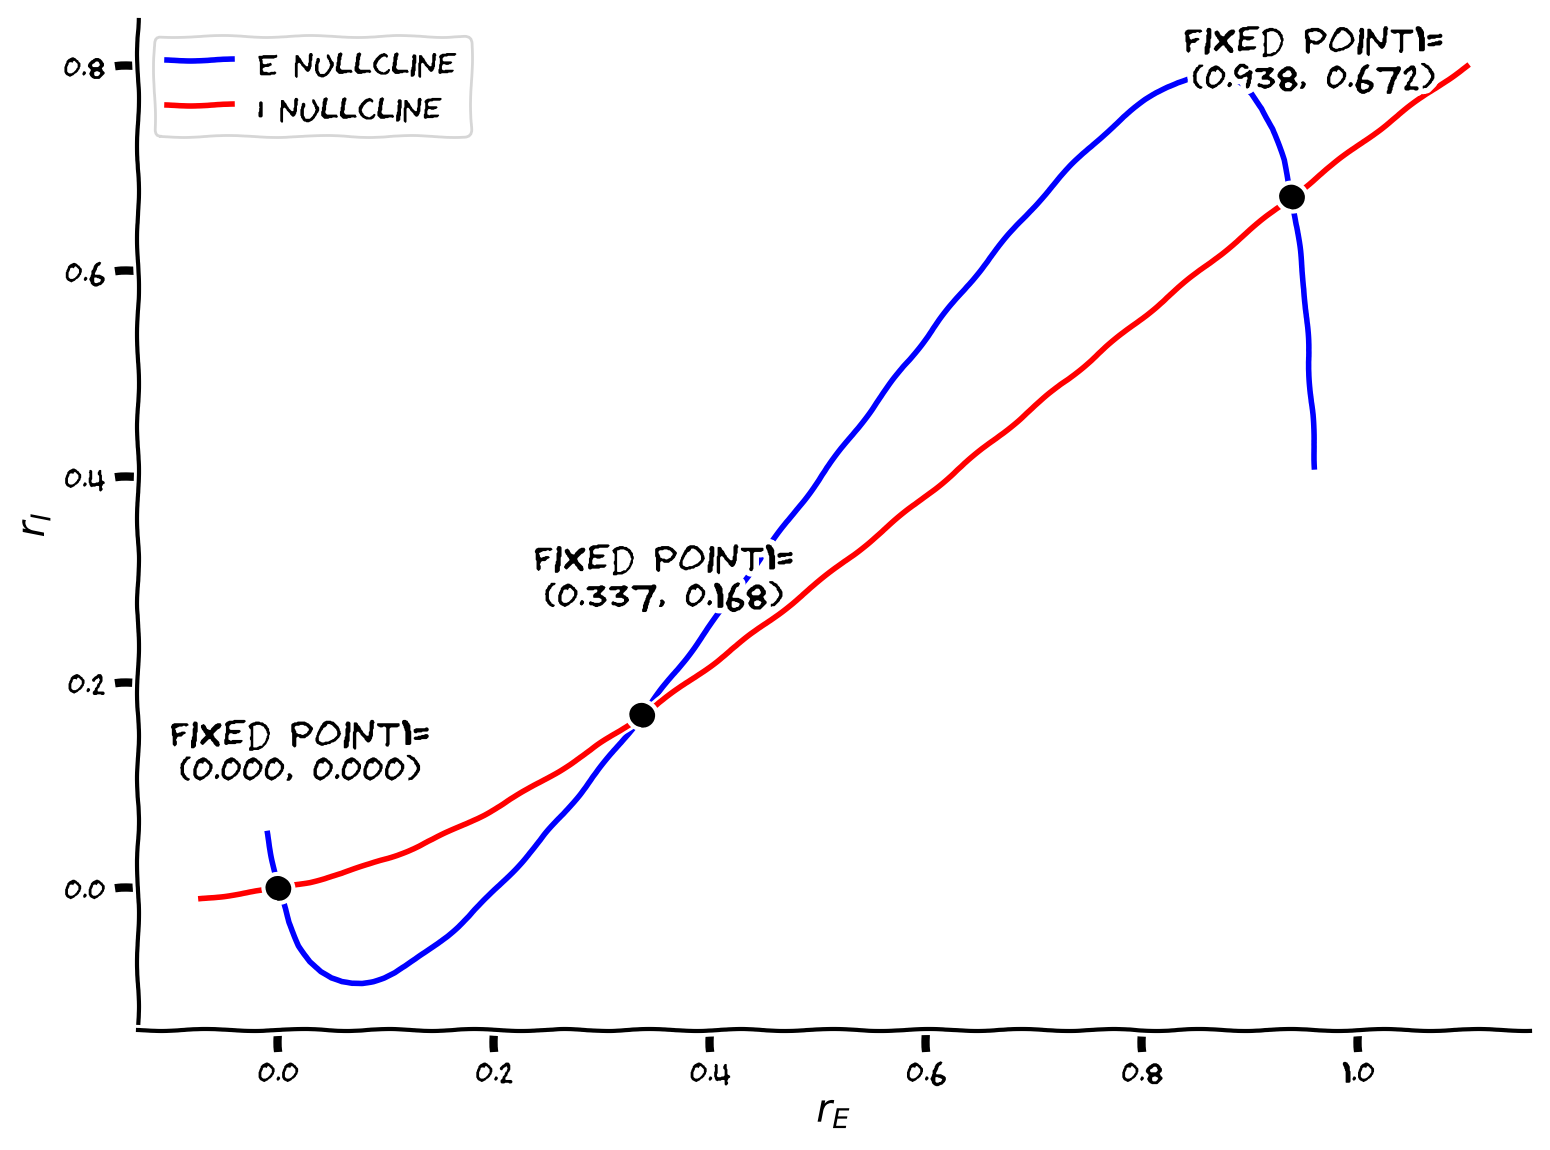 E NULLCLINE
I NULLCLINE
FIXED POINT1=
(0.938, 0.672)
FIXED POINT1=
(0.337, 0.168)
FIXED POINT1=
(0.000, 0.000)
0.8
0.6
0.4
0.2
0.0
r_I
0.0 0.2 0.4 0.6 0.8 1.0
r_E